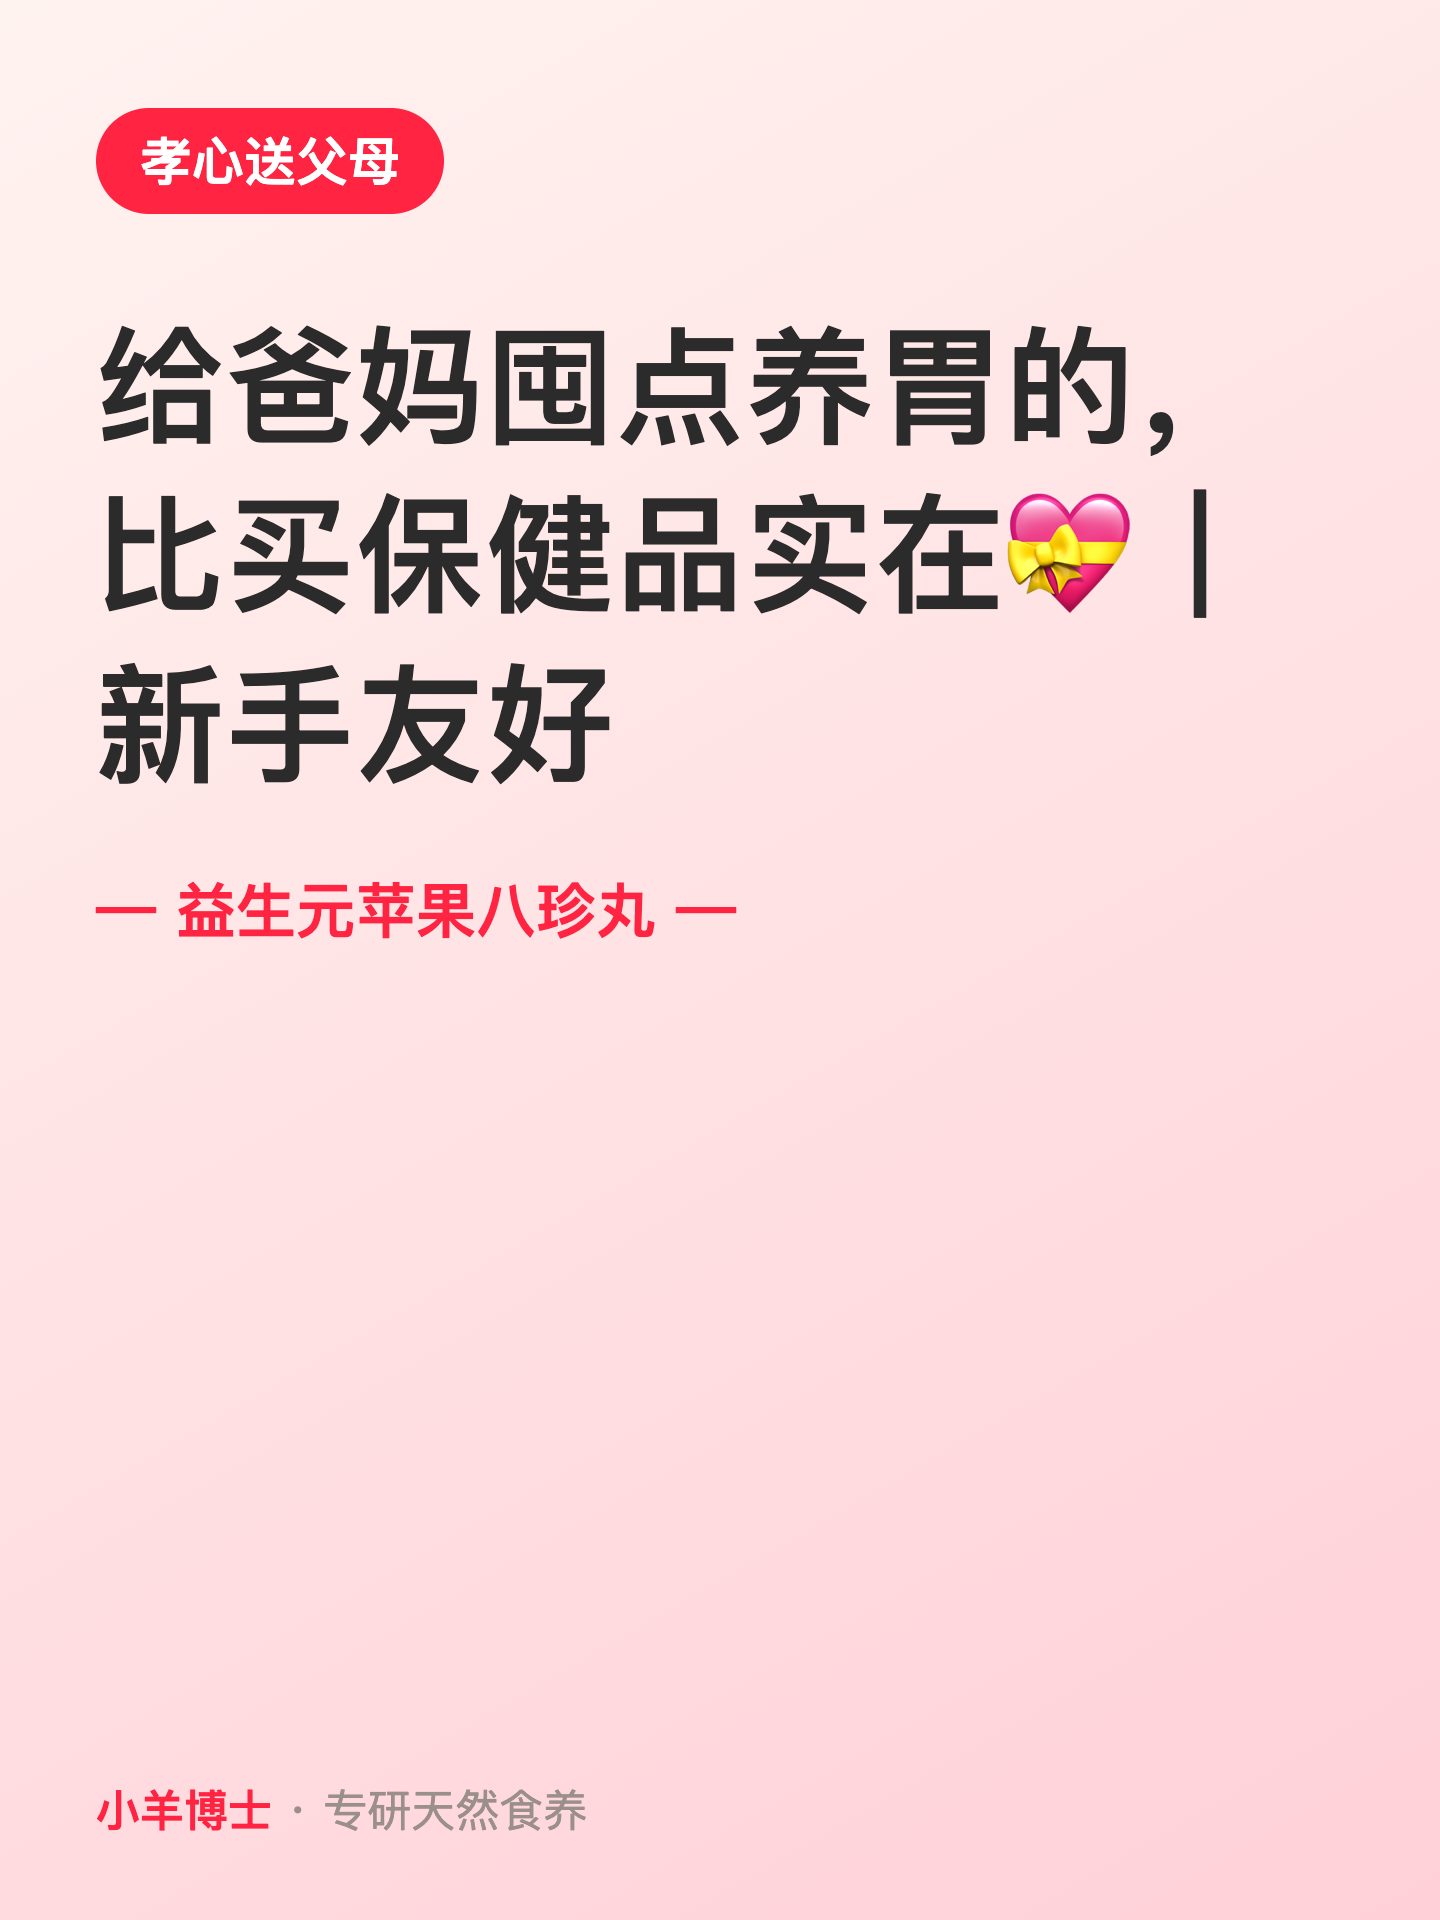 孝心送父母
给爸妈囤点养胃的，
比买保健品实在💝｜
新手友好
— 益生元苹果八珍丸 —
小羊博士 · 专研天然食养